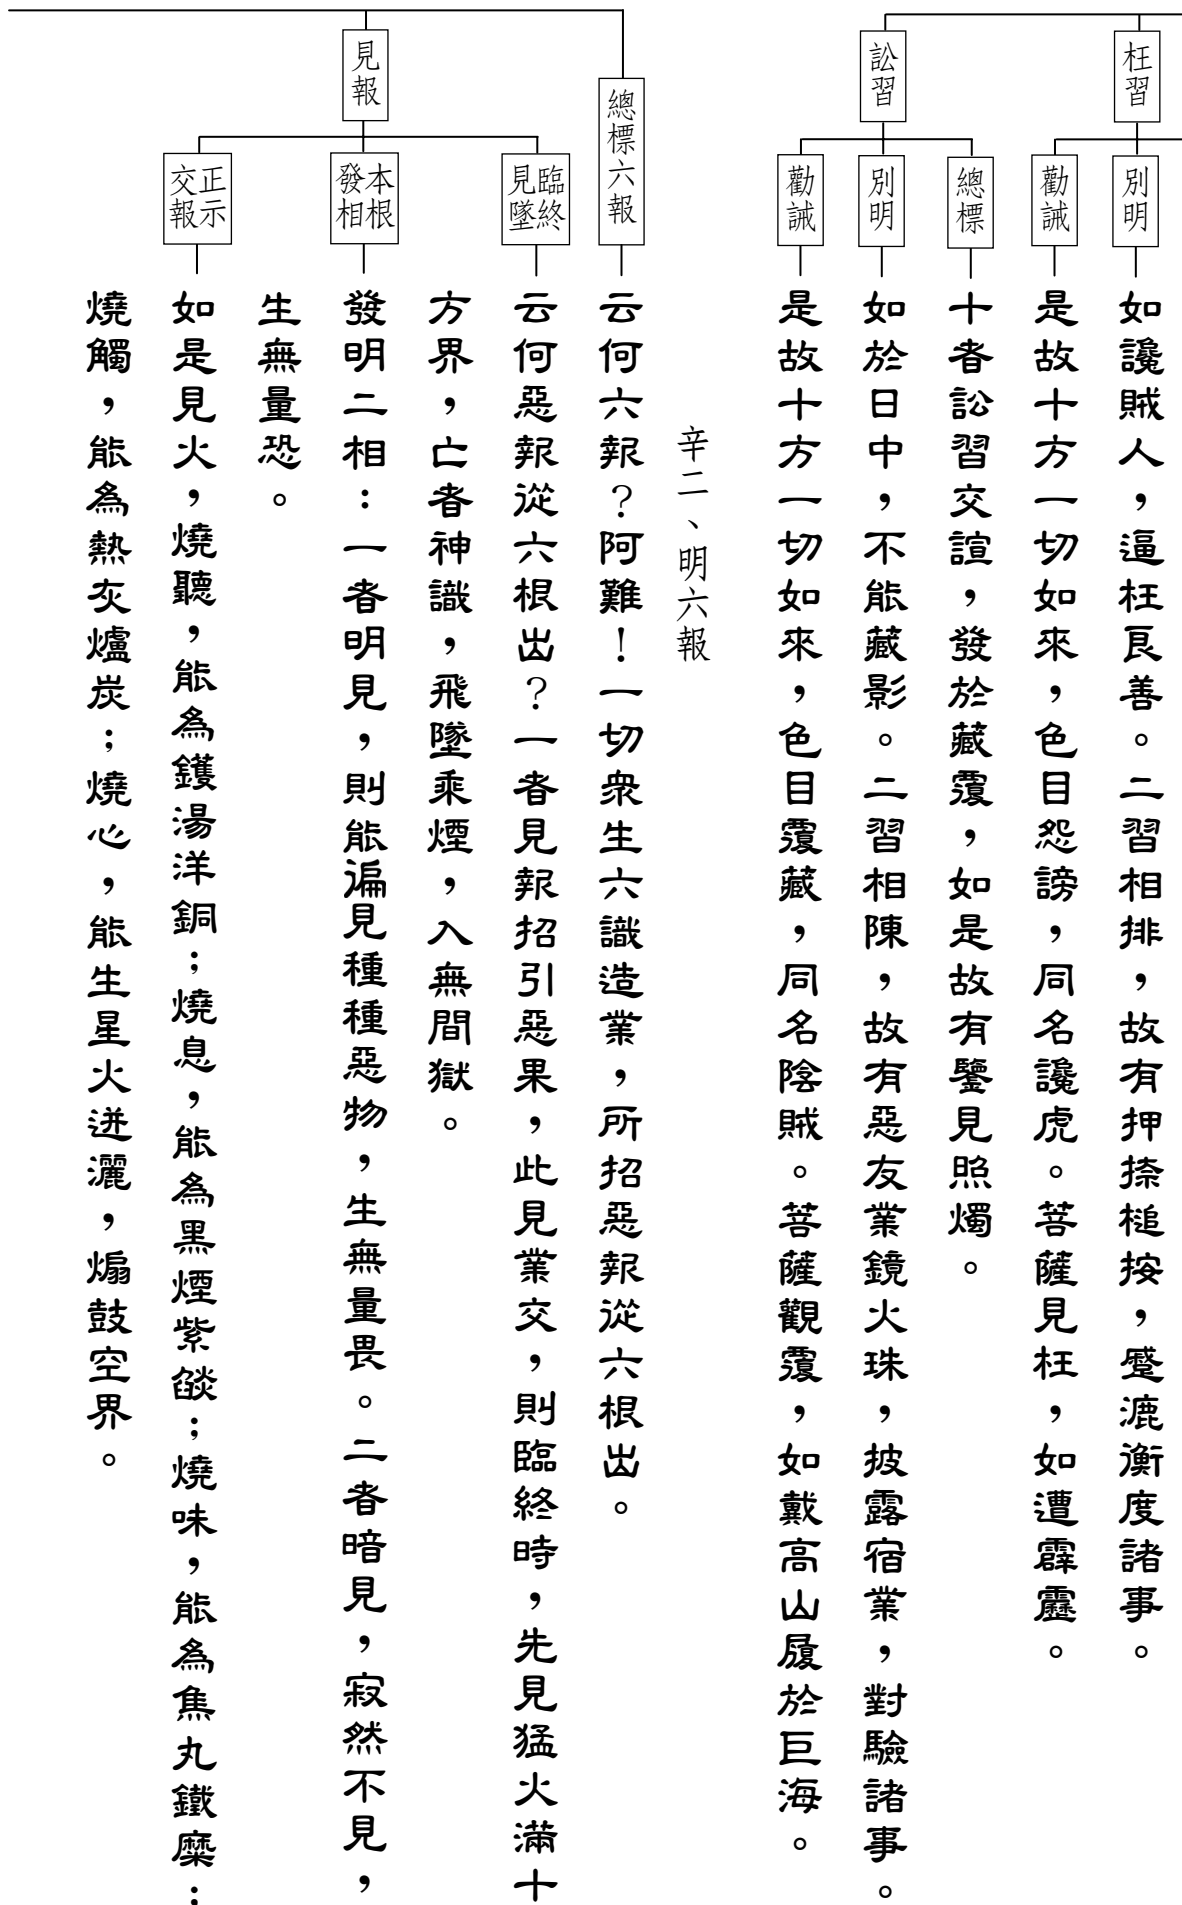 枉習
別明
如讒賊人，逼枉良善。二習相排，故有押捺槌按，蹙漉衡度諸事。
勸誡
是故十方一切如來，色目怨謗，同名讒虎。菩薩見枉，如遭霹靂。
訟習
總標
十者訟習交諠，發於藏覆，如是故有鑒見照燭。
別明
如於日中，不能藏影。二習相陳，故有惡友業鏡火珠，披露宿業，對驗諸事。
勸誡
是故十方一切如來，色目覆藏，同名陰賊。菩薩觀覆，如戴高山履於巨海。
辛二、明六報
總標六報
云何六報？阿難！一切眾生六識造業，所招惡報從六根出。
見報
臨終
見墜
云何惡報從六根出？一者見報招引惡果，此見業交，則臨終時，先見猛火滿十
方界，亡者神識，飛墜乘煙，入無間獄。
本根
發相
發明二相：一者明見，則能遍見種種惡物，生無量畏。二者暗見，寂然不見，
生無量恐。
正示
交報
如是見火，燒聽，能為鑊湯洋銅；燒息，能為黑煙紫燄；燒味，能為焦丸鐵糜；
燒觸，能為熱灰爐炭；燒心，能生星火迸灑，煽鼓空界。